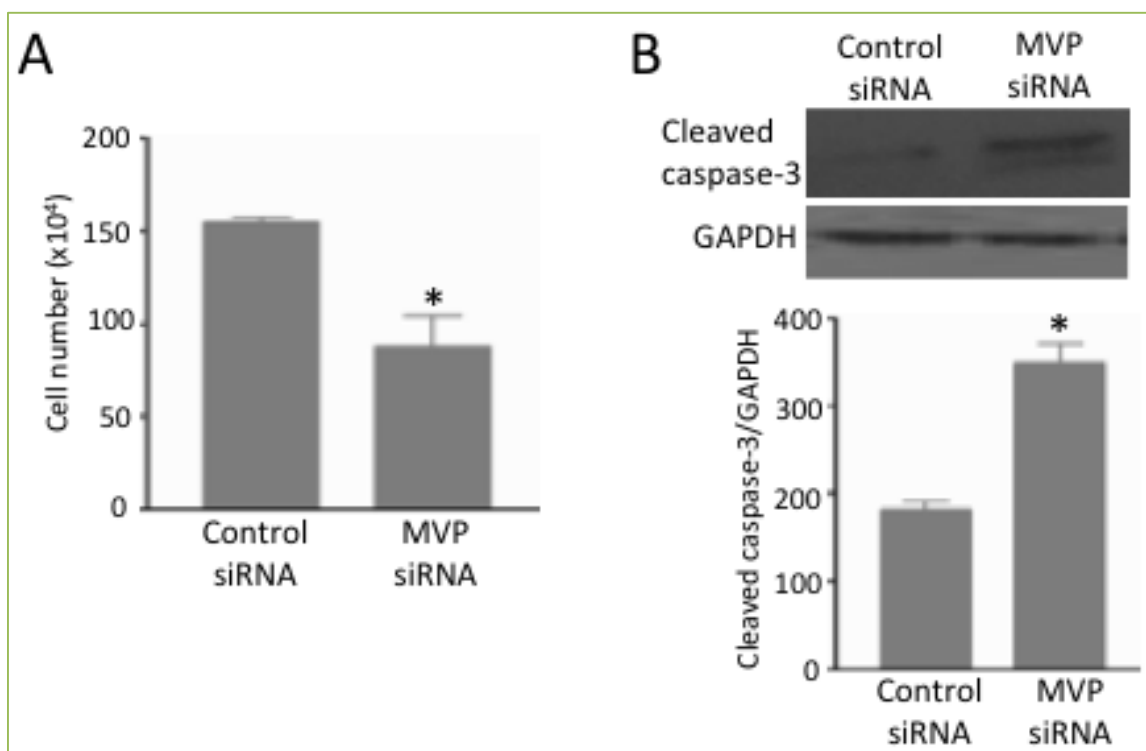 A
200
150
100
50
0
Cell number (x10⁴)
*
Control
siRNA
MVP
siRNA
B
Control
siRNA
MVP
siRNA
Cleaved
caspase-3
GAPDH
400
300
200
100
0
Cleaved caspase-3/GAPDH
*
Control
siRNA
MVP
siRNA